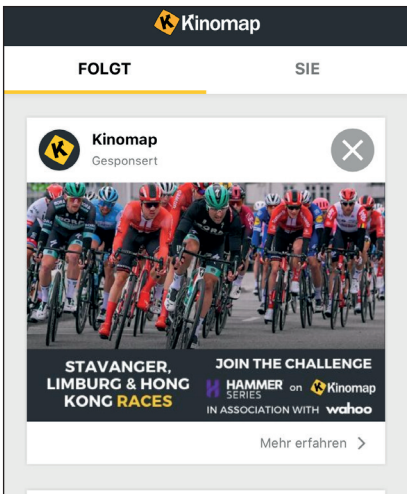 Kinomap
FOLGT
SIE
Kinomap
Gesponsert
STAVANGER,
LIMBURG & HONG
KONG RACES
JOIN THE CHALLENGE
HAMMER SERIES on Kinomap
IN ASSOCIATION WITH wahoo
Mehr erfahren